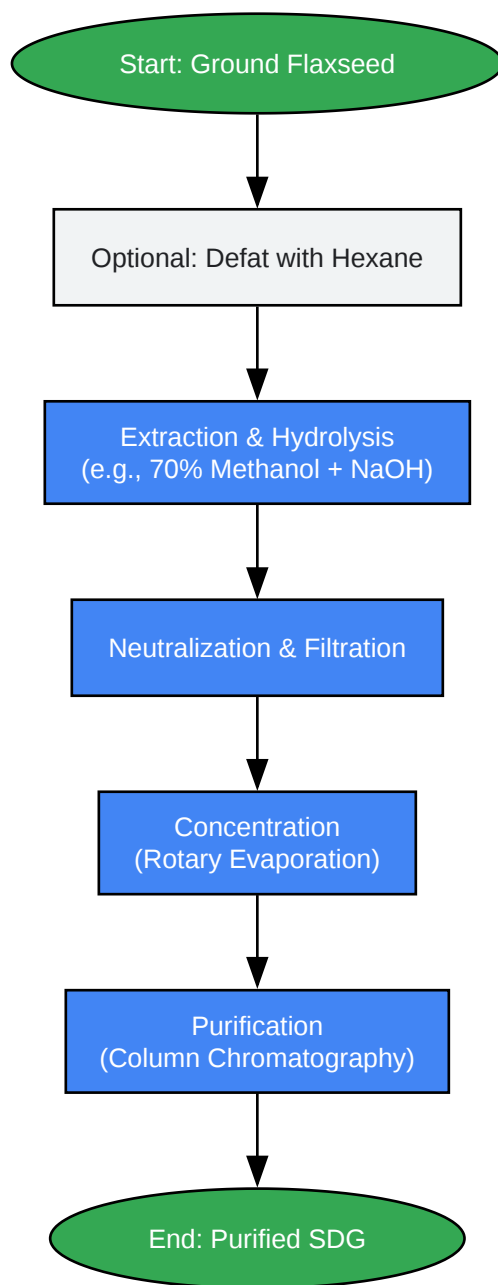 Start: Ground Flaxseed
Optional: Defat with Hexane
Extraction & Hydrolysis
(e.g., 70% Methanol + NaOH)
Neutralization & Filtration
Concentration
(Rotary Evaporation)
Purification
(Column Chromatography)
End: Purified SDG